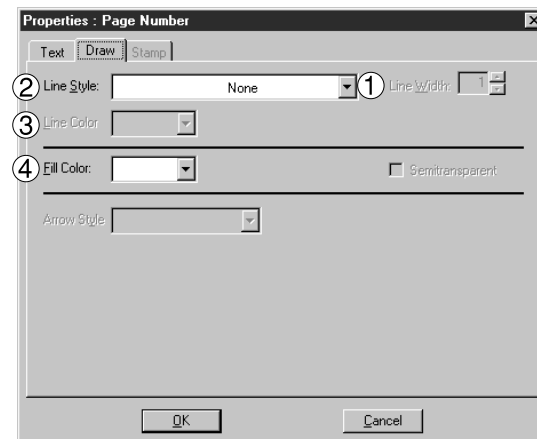 Properties : Page Number
Text Draw Stamp
② Line Style: None ① Line Width: 1
③ Line Color
④ Fill Color: Semitransparent
Arrow Style
OK Cancel